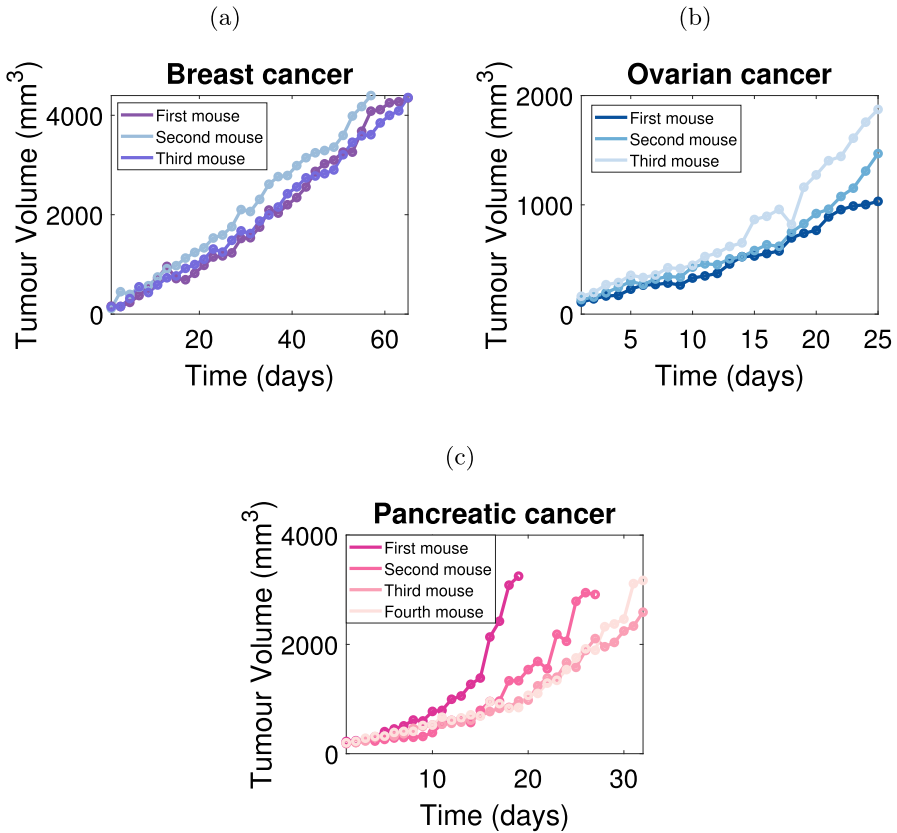 (a)
Breast cancer
Tumour Volume (mm³)
4000
2000
0
First mouse
Second mouse
Third mouse
20 40 60
Time (days)
(b)
Ovarian cancer
Tumour Volume (mm³)
2000
1000
0
First mouse
Second mouse
Third mouse
5 10 15 20 25
Time (days)
(c)
Pancreatic cancer
Tumour Volume (mm³)
4000
2000
0
First mouse
Second mouse
Third mouse
Fourth mouse
10 20 30
Time (days)